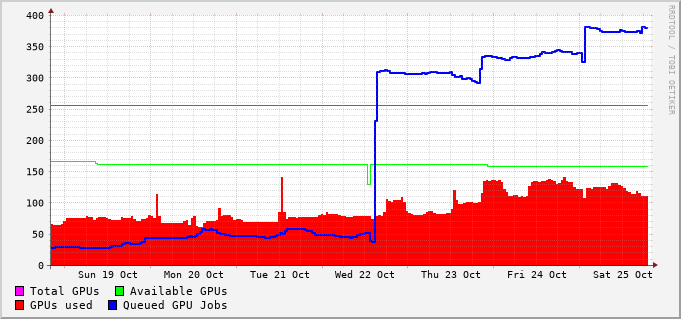 400
350
300
250
200
150
100
50
0
Sun 19 Oct Mon 20 Oct Tue 21 Oct Wed 22 Oct Thu 23 Oct Fri 24 Oct Sat 25 Oct
Total GPUs Available GPUs
GPUs used Queued GPU Jobs
RRDTOOL / TOBI OETIKER